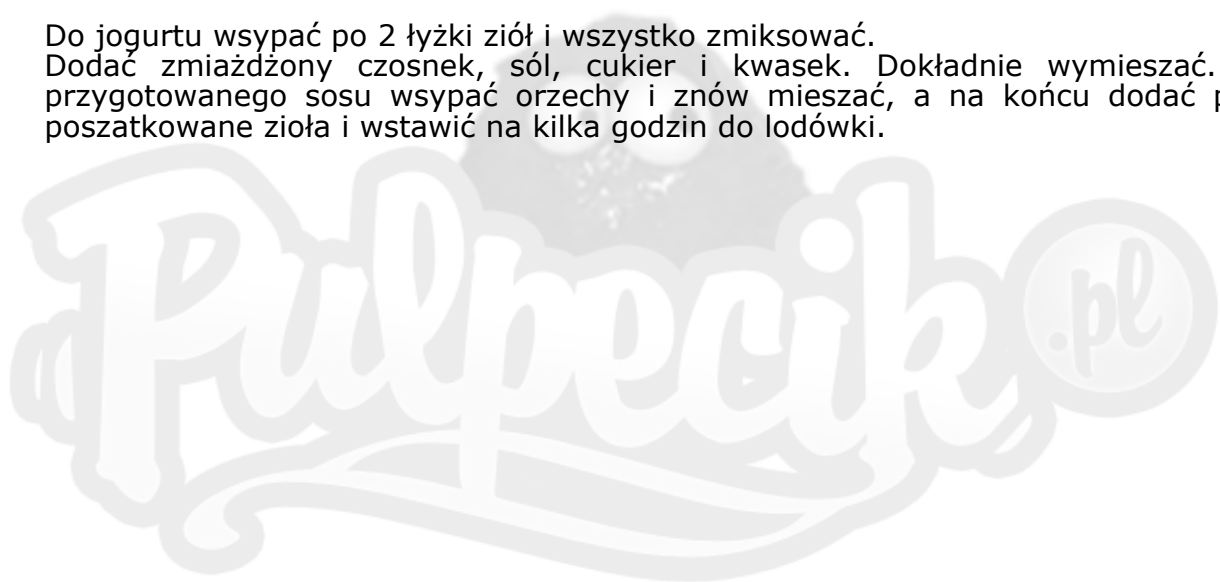 Do jogurtu wsypać po 2 łyżki ziół i wszystko zmiksować.
Dodać zmiażdżony czosnek, sól, cukier i kwasek. Dokładnie wymieszać.
przygotowanego sosu wsypać orzechy i znów mieszać, a na końcu dodać
poszatkowane zioła i wstawić na kilka godzin do lodówki.
Pulpecik.pl